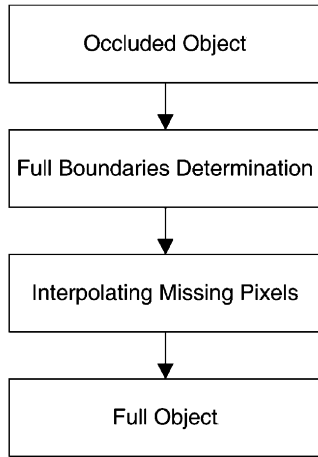 Occluded Object
Full Boundaries Determination
Interpolating Missing Pixels
Full Object